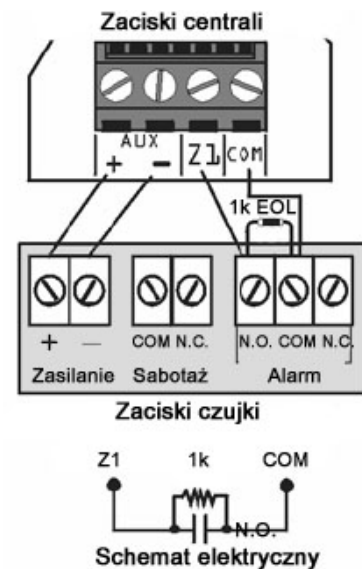 Zaciski centrali
AUX
+ - Z1 COM
1k EOL
+ — COM N.C. N.O. COM N.C.
Zasilanie Sabotaż Alarm
Zaciski czujki
Z1 1k COM
N.O.
Schemat elektryczny